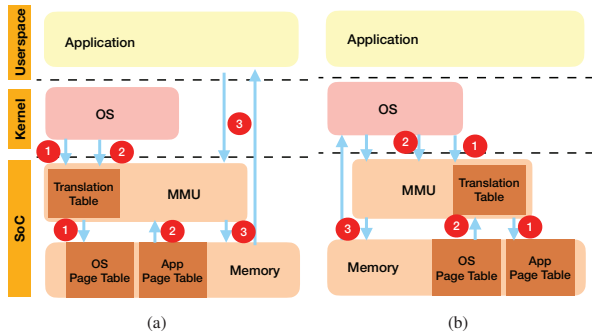 Userspace
Application
Application
Kernel
OS
OS
3
1
2
2
1
SoC
Translation
Table
MMU
MMU
Translation
Table
1
2
3
3
2
1
OS
Page Table
App
Page Table
Memory
Memory
OS
Page Table
App
Page Table
(a)
(b)